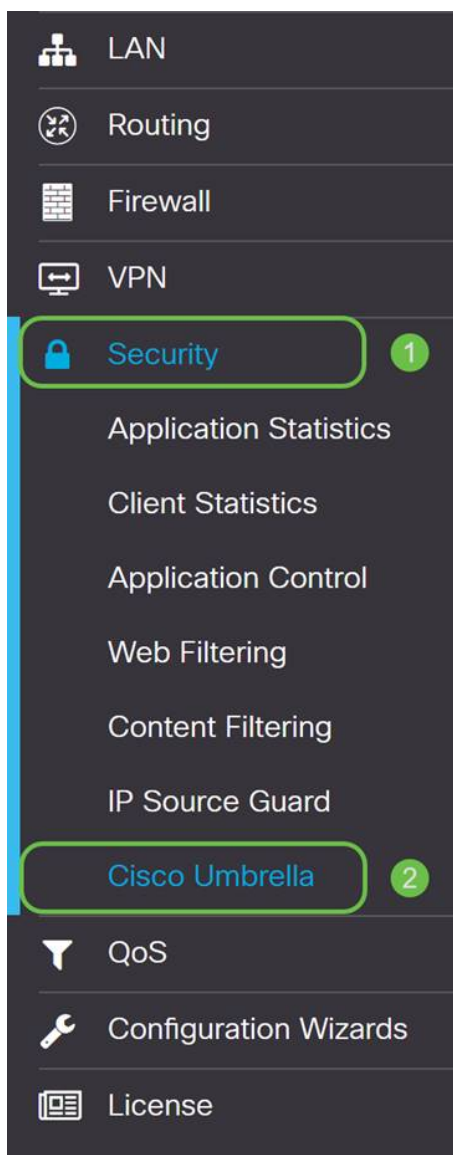 LAN
Routing
Firewall
VPN
Security 1
Application Statistics
Client Statistics
Application Control
Web Filtering
Content Filtering
IP Source Guard
Cisco Umbrella 2
QoS
Configuration Wizards
License